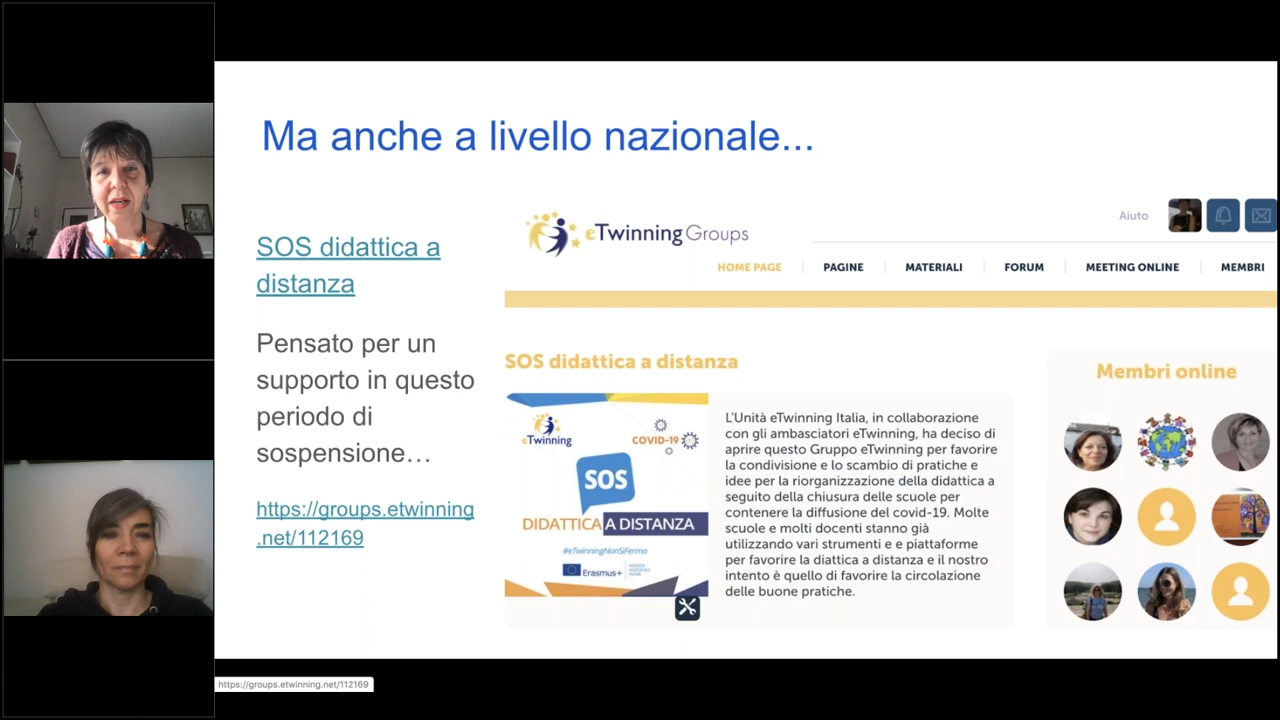 Ma anche a livello nazionale...
SOS didattica a
distanza
Pensato per un
supporto in questo
periodo di
sospensione…
https://groups.etwinning
.net/112169
eTwinning Groups
Aiuto
HOME PAGE
PAGINE
MATERIALI
FORUM
MEETING ONLINE
MEMBRI
SOS didattica a distanza
eTwinning
COVID-19
SOS
DIDATTICA A DISTANZA
#eTwinningNonSiFerma
Erasmus+
L'Unità eTwinning Italia, in collaborazione
con gli ambasciatori eTwinning, ha deciso di
aprire questo Gruppo eTwinning per favorire
la condivisione e lo scambio di pratiche e
idee per la riorganizzazione della didattica a
seguito della chiusura delle scuole per
contenere la diffusione del covid-19. Molte
scuole e molti docenti stanno già
utilizzando vari strumenti e e piattaforme
per favorire la diattica a distanza e il nostro
intento è quello di favorire la circolazione
delle buone pratiche.
Membri online
https://groups.etwinning.net/112169